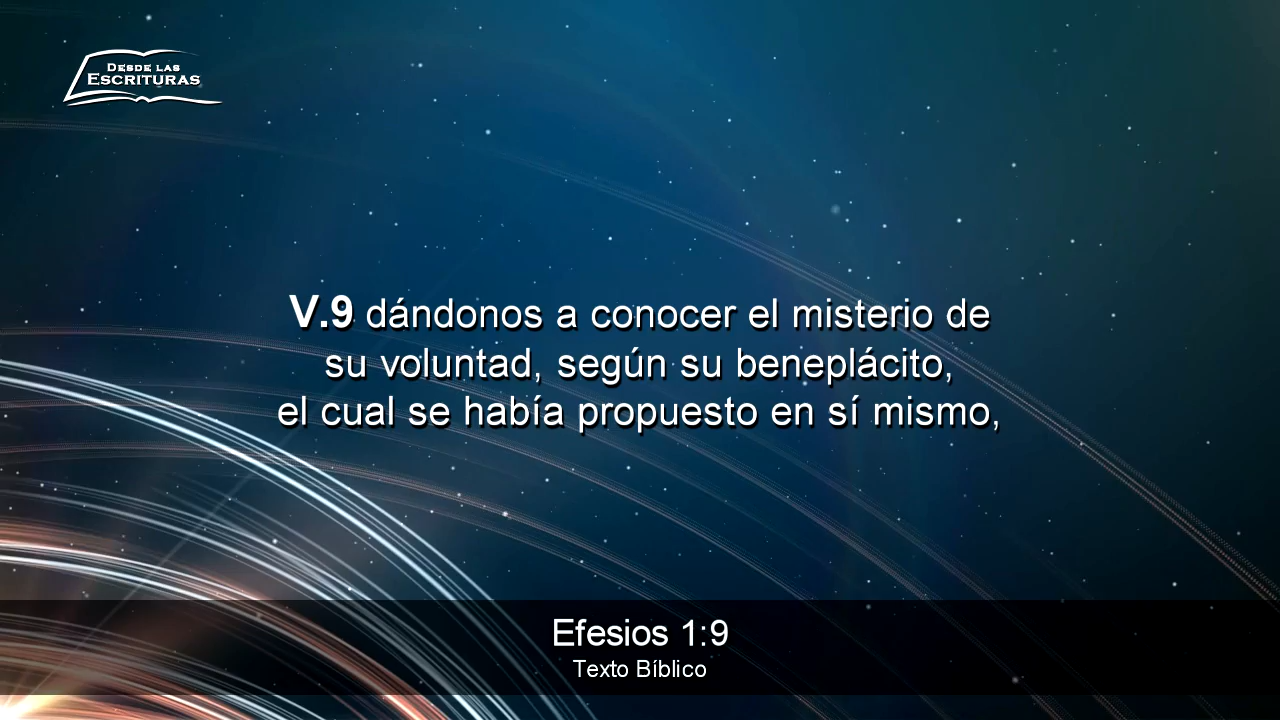 DESDE LAS
ESCRITURAS
V.9 dándonos a conocer el misterio de
su voluntad, según su beneplácito,
el cual se había propuesto en sí mismo,
Efesios 1:9
Texto Bíblico